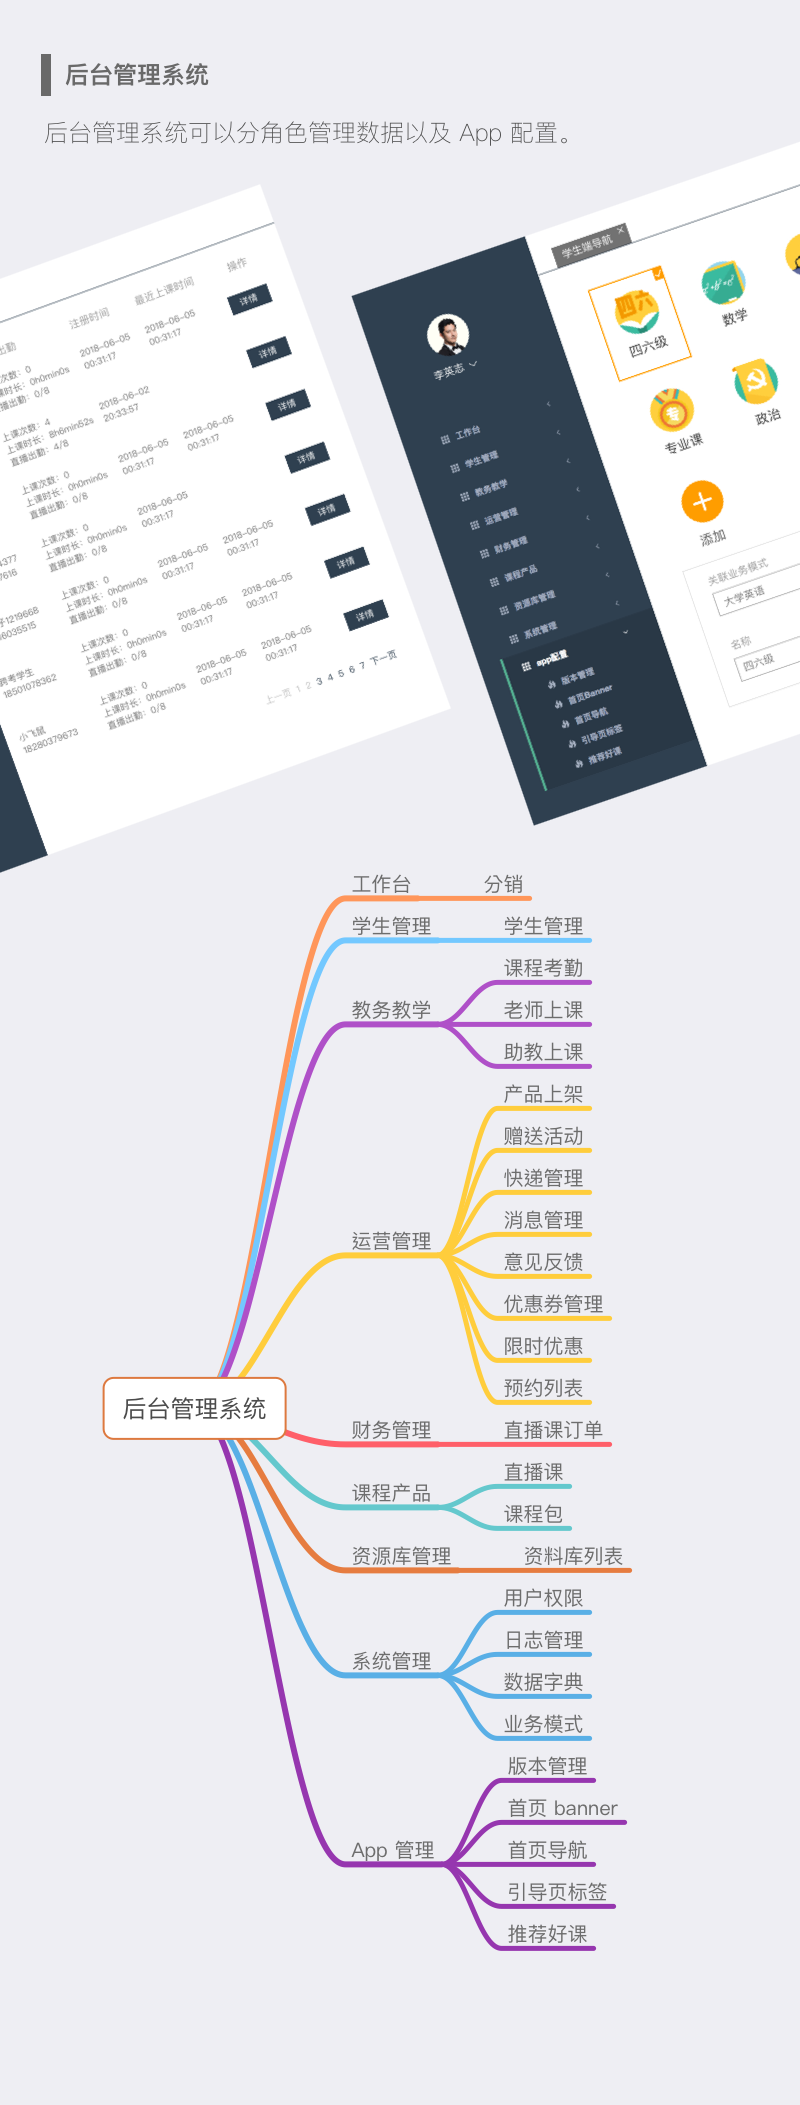 后台管理系统
后台管理系统可以分角色管理数据以及 App 配置。
出勤
注册时间
最近上课时间
操作
次数：0
课时长：0h0min0s
播出勤：0/8
2018-06-05
00:31:17
2018-06-05
00:31:17
详情
上课次数：4
上课时长：8h6min52s
直播出勤：4/8
2018-06-02
20:33:57
详情
上课次数：0
上课时长：0h0min0s
直播出勤：0/8
2018-06-05
00:31:17
2018-06-05
00:31:17
详情
4377
7616
上课次数：0
上课时长：0h0min0s
直播出勤：0/8
2018-06-05
00:31:17
详情
子1219668
6035515
上课次数：0
上课时长：0h0min0s
直播出勤：0/8
2018-06-05
00:31:17
2018-06-05
00:31:17
详情
跨考学生
18501078362
上课次数：0
上课时长：0h0min0s
直播出勤：0/8
2018-06-05
00:31:17
2018-06-05
00:31:17
详情
小飞鼠
18280379673
上课次数：0
上课时长：0h0min0s
直播出勤：0/8
2018-06-05
00:31:17
2018-06-05
00:31:17
详情
上一页 1 2 3 4 5 6 7 下一页
李英志
工作台
学生管理
教务教学
运营管理
财务管理
课程产品
资源库管理
系统管理
app配置
版本管理
首页Banner
首页导航
引导页标签
推荐好课
学生端导航
四六
四六级
数学
专
专业课
政治
添加
关联业务模式
大学英语
名称
四六级
工作台
分销
学生管理
学生管理
教务教学
课程考勤
老师上课
助教上课
运营管理
产品上架
赠送活动
快递管理
消息管理
意见反馈
优惠券管理
限时优惠
预约列表
后台管理系统
财务管理
直播课订单
课程产品
直播课
课程包
资源库管理
资料库列表
系统管理
用户权限
日志管理
数据字典
业务模式
App 管理
版本管理
首页 banner
首页导航
引导页标签
推荐好课